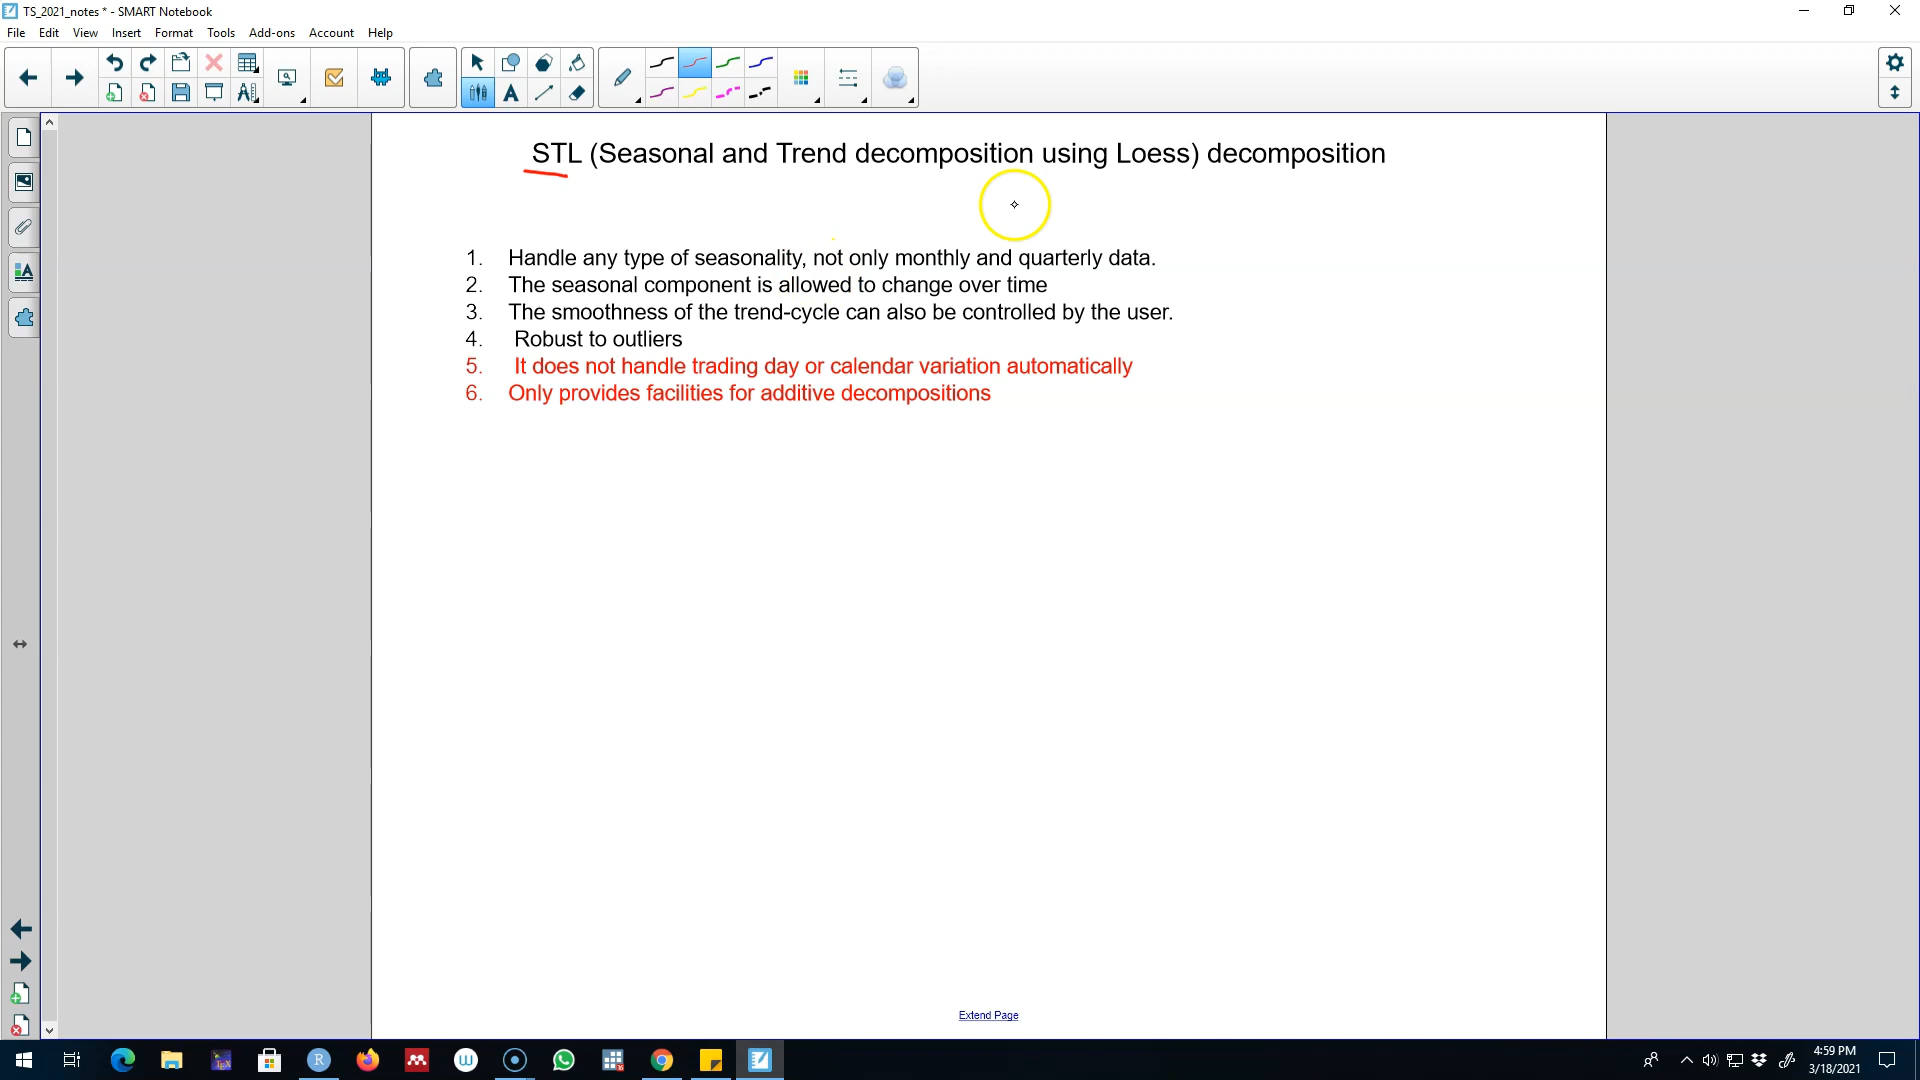 TS_2021_notes * - SMART Notebook
File Edit View Insert Format Tools Add-ons Account Help
STL (Seasonal and Trend decomposition using Loess) decomposition
1. Handle any type of seasonality, not only monthly and quarterly data.
2. The seasonal component is allowed to change over time
3. The smoothness of the trend-cycle can also be controlled by the user.
4. Robust to outliers
5. It does not handle trading day or calendar variation automatically
6. Only provides facilities for additive decompositions
Extend Page
4:59 PM
3/18/2021